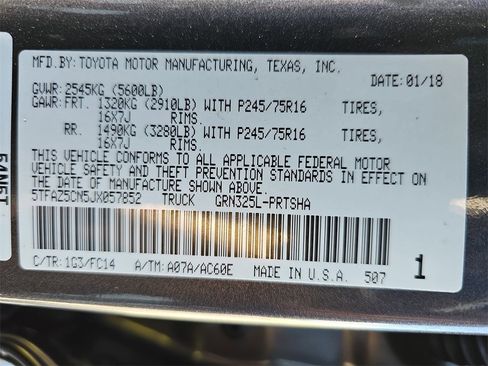 MFD.BY: TOYOTA MOTOR MANUFACTURING, TEXAS, INC.
DATE: 01/18
GVWR: 2545KG (5600LB)
GAWR: FRT. 1320KG (2910LB) WITH P245/75R16 TIRES,
16X7J RIMS.
RR. 1490KG (3280LB) WITH P245/75R16 TIRES,
16X7J RIMS.
THIS VEHICLE CONFORMS TO ALL APPLICABLE FEDERAL MOTOR
VEHICLE SAFETY AND THEFT PREVENTION STANDARDS IN EFFECT ON
THE DATE OF MANUFACTURE SHOWN ABOVE.
5TFAZ5CN5JX057852 TRUCK GRN325L-PRTSHA
C/TR: 1G3/FC14 A/TM: A07A/AC60E MADE IN U.S.A. 507 1